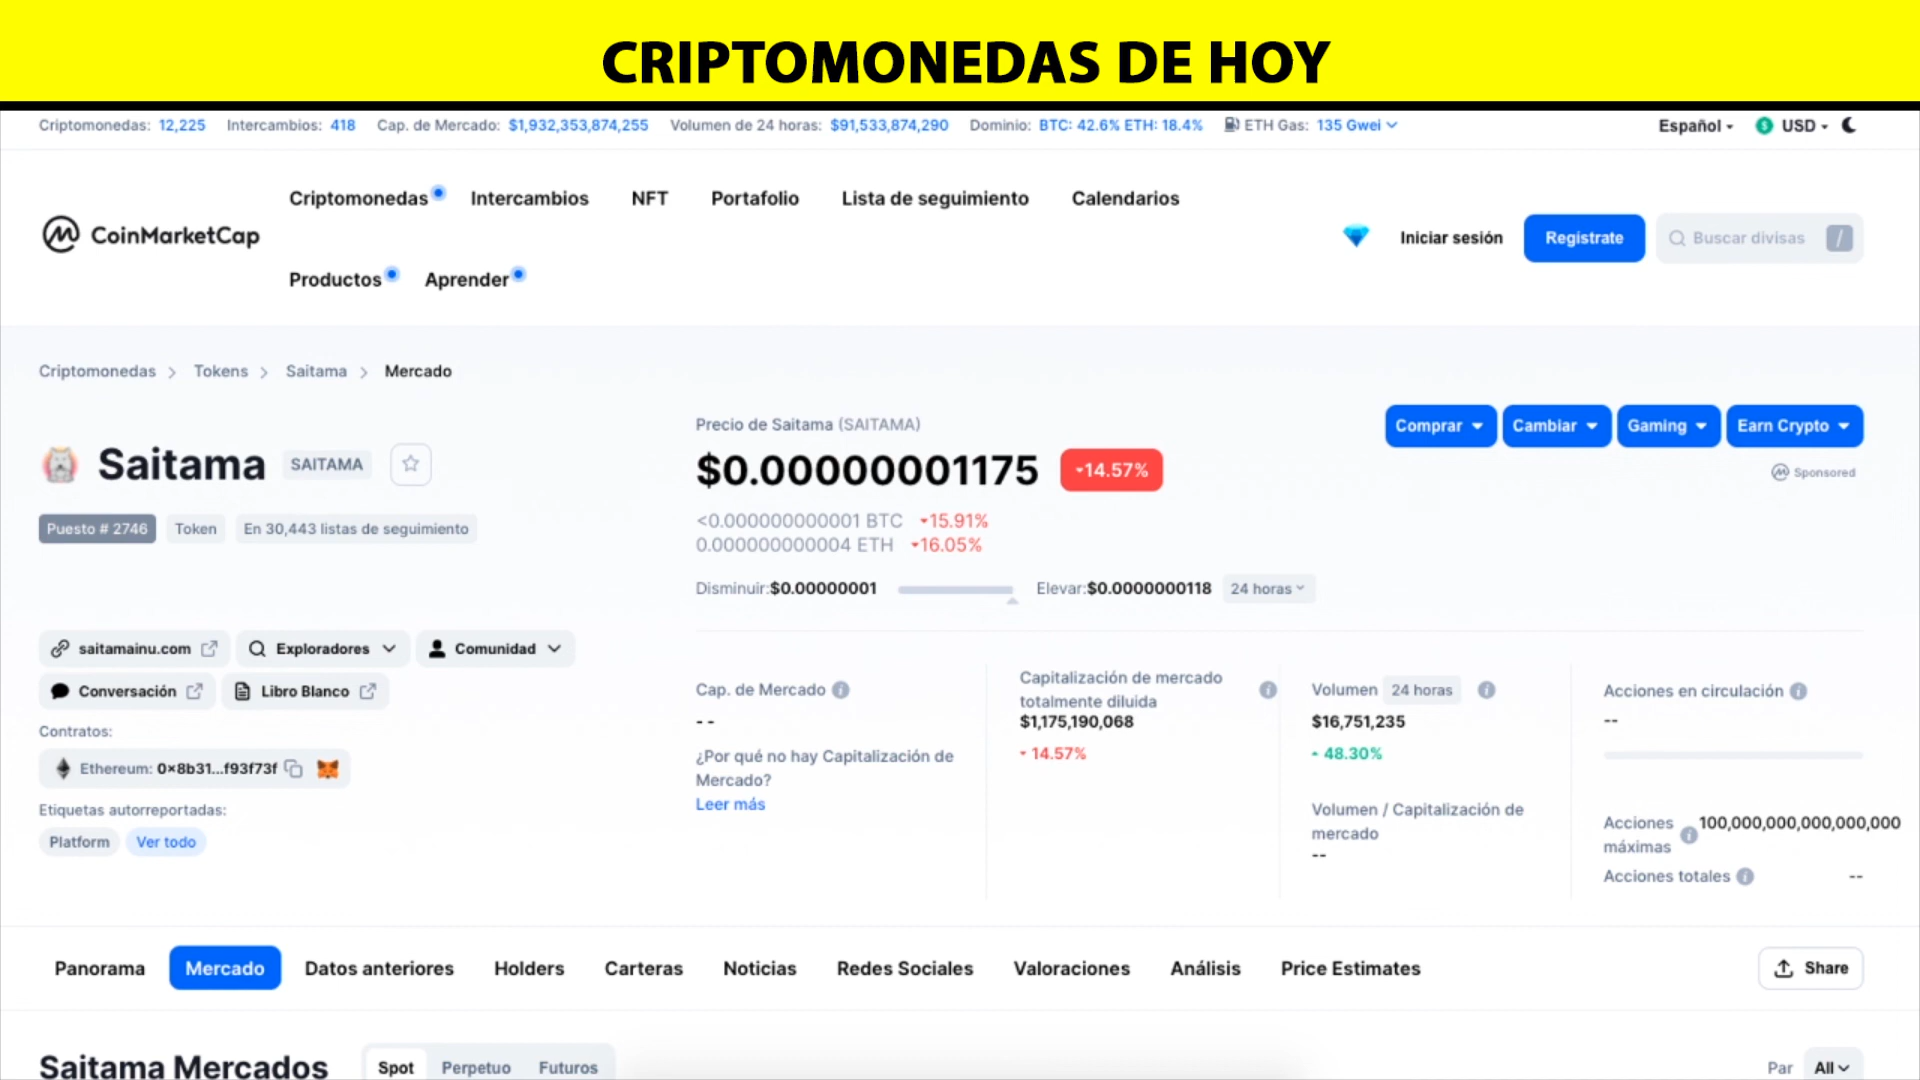 CRIPTOMONEDAS DE HOY
Criptomonedas: 12,225 Intercambios: 418 Cap. de Mercado: $1,932,353,874,255 Volumen de 24 horas: $91,533,874,290 Dominio: BTC: 42.6% ETH: 18.4% ETH Gas: 135 Gwei Español USD
Criptomonedas Intercambios NFT Portafolio Lista de seguimiento Calendarios
CoinMarketCap
Iniciar sesión Regístrate Buscar divisas /
Productos Aprender
Criptomonedas > Tokens > Saitama > Mercado
Precio de Saitama (SAITAMA)
Comprar Cambiar Gaming Earn Crypto
Saitama SAITAMA
$0.00000001175 14.57%
Sponsored
Puesto # 2746 Token En 30,443 listas de seguimiento
<0.000000000001 BTC 15.91%
0.000000000004 ETH 16.05%
Disminuir:$0.00000001 Elevar:$0.0000000118 24 horas
saitamainu.com Exploradores Comunidad
Conversación Libro Blanco
Contratos:
Ethereum: 0x8b31...f93f73f
Etiquetas autorreportadas:
Platform Ver todo
Cap. de Mercado
- -
¿Por qué no hay Capitalización de
Mercado?
Leer más
Capitalización de mercado
totalmente diluida
$1,175,190,068
14.57%
Volumen 24 horas
$16,751,235
48.30%
Volumen / Capitalización de
mercado
--
Acciones en circulación
--
Acciones
máximas
100,000,000,000,000,000
Acciones totales --
Panorama Mercado Datos anteriores Holders Carteras Noticias Redes Sociales Valoraciones Análisis Price Estimates Share
Saitama Mercados Spot Perpetuo Futuros Par All